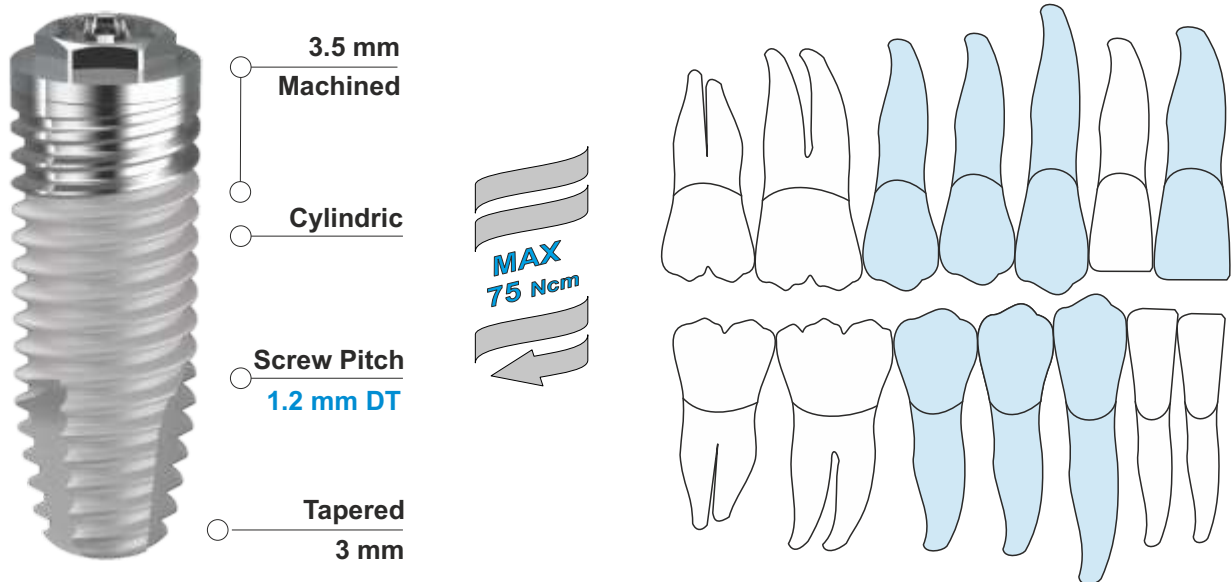 3.5 mm
Machined
Cylindric
MAX
75 Ncm
Screw Pitch
1.2 mm DT
Tapered
3 mm